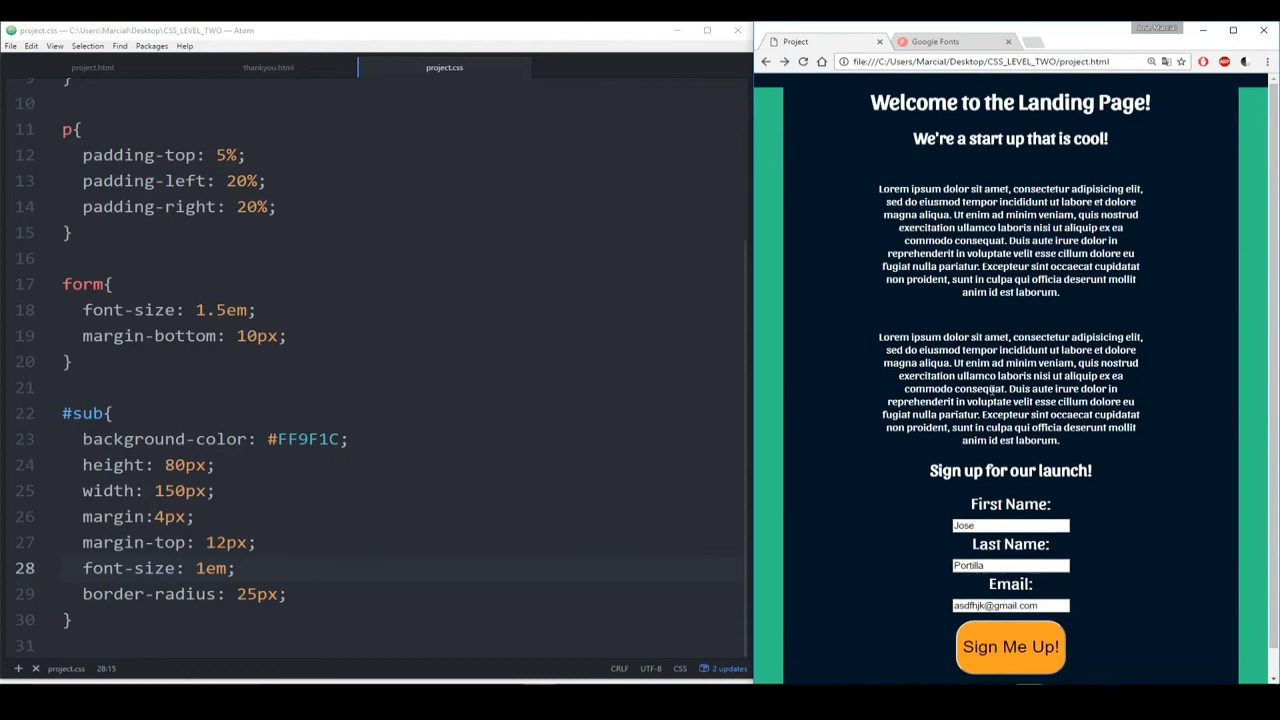 project.css — C:\Users\Marcial\Desktop\CSS_LEVEL_TWO — Atom
File Edit View Selection Find Packages Help
project.html thankyou.html project.css
9 }
10
11 p{
12 padding-top: 5%;
13 padding-left: 20%;
14 padding-right: 20%;
15 }
16
17 form{
18 font-size: 1.5em;
19 margin-bottom: 10px;
20 }
21
22 #sub{
23 background-color: #FF9F1C;
24 height: 80px;
25 width: 150px;
26 margin:4px;
27 margin-top: 12px;
28 font-size: 1em;
29 border-radius: 25px;
30 }
31
project.css 28:15 CRLF UTF-8 CSS 2 updates
Jose Marcial
Project Google Fonts
file:///C:/Users/Marcial/Desktop/CSS_LEVEL_TWO/project.html
ABP
Welcome to the Landing Page!
We're a start up that is cool!
Lorem ipsum dolor sit amet, consectetur adipisicing elit,
sed do eiusmod tempor incididunt ut labore et dolore
magna aliqua. Ut enim ad minim veniam, quis nostrud
exercitation ullamco laboris nisi ut aliquip ex ea
commodo consequat. Duis aute irure dolor in
reprehenderit in voluptate velit esse cillum dolore eu
fugiat nulla pariatur. Excepteur sint occaecat cupidatat
non proident, sunt in culpa qui officia deserunt mollit
anim id est laborum.
Lorem ipsum dolor sit amet, consectetur adipisicing elit,
sed do eiusmod tempor incididunt ut labore et dolore
magna aliqua. Ut enim ad minim veniam, quis nostrud
exercitation ullamco laboris nisi ut aliquip ex ea
commodo consequat. Duis aute irure dolor in
reprehenderit in voluptate velit esse cillum dolore eu
fugiat nulla pariatur. Excepteur sint occaecat cupidatat
non proident, sunt in culpa qui officia deserunt mollit
anim id est laborum.
Sign up for our launch!
First Name:
Jose
Last Name:
Portilla
Email:
asdfhjk@gmail.com
Sign Me Up!